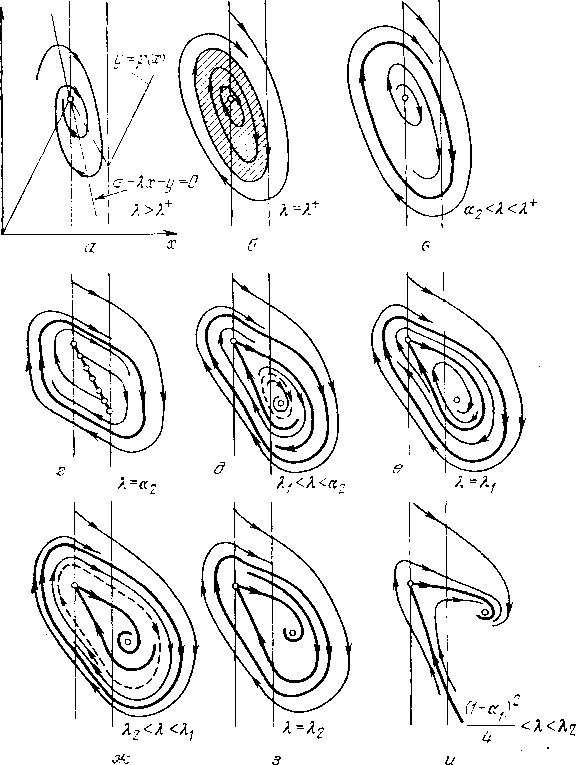 y=φ(x)
σ-λx-y=0
λ>λ⁺
x
а
λ=λ⁺
б
α₂<λ<λ⁺
в
г
λ=α₂
д
λ₁<λ<α₂
е
λ=λ₁
λ₂<λ<λ₁
ж
λ=λ₂
з
(1-α₁)²/4 <λ<λ₂
и